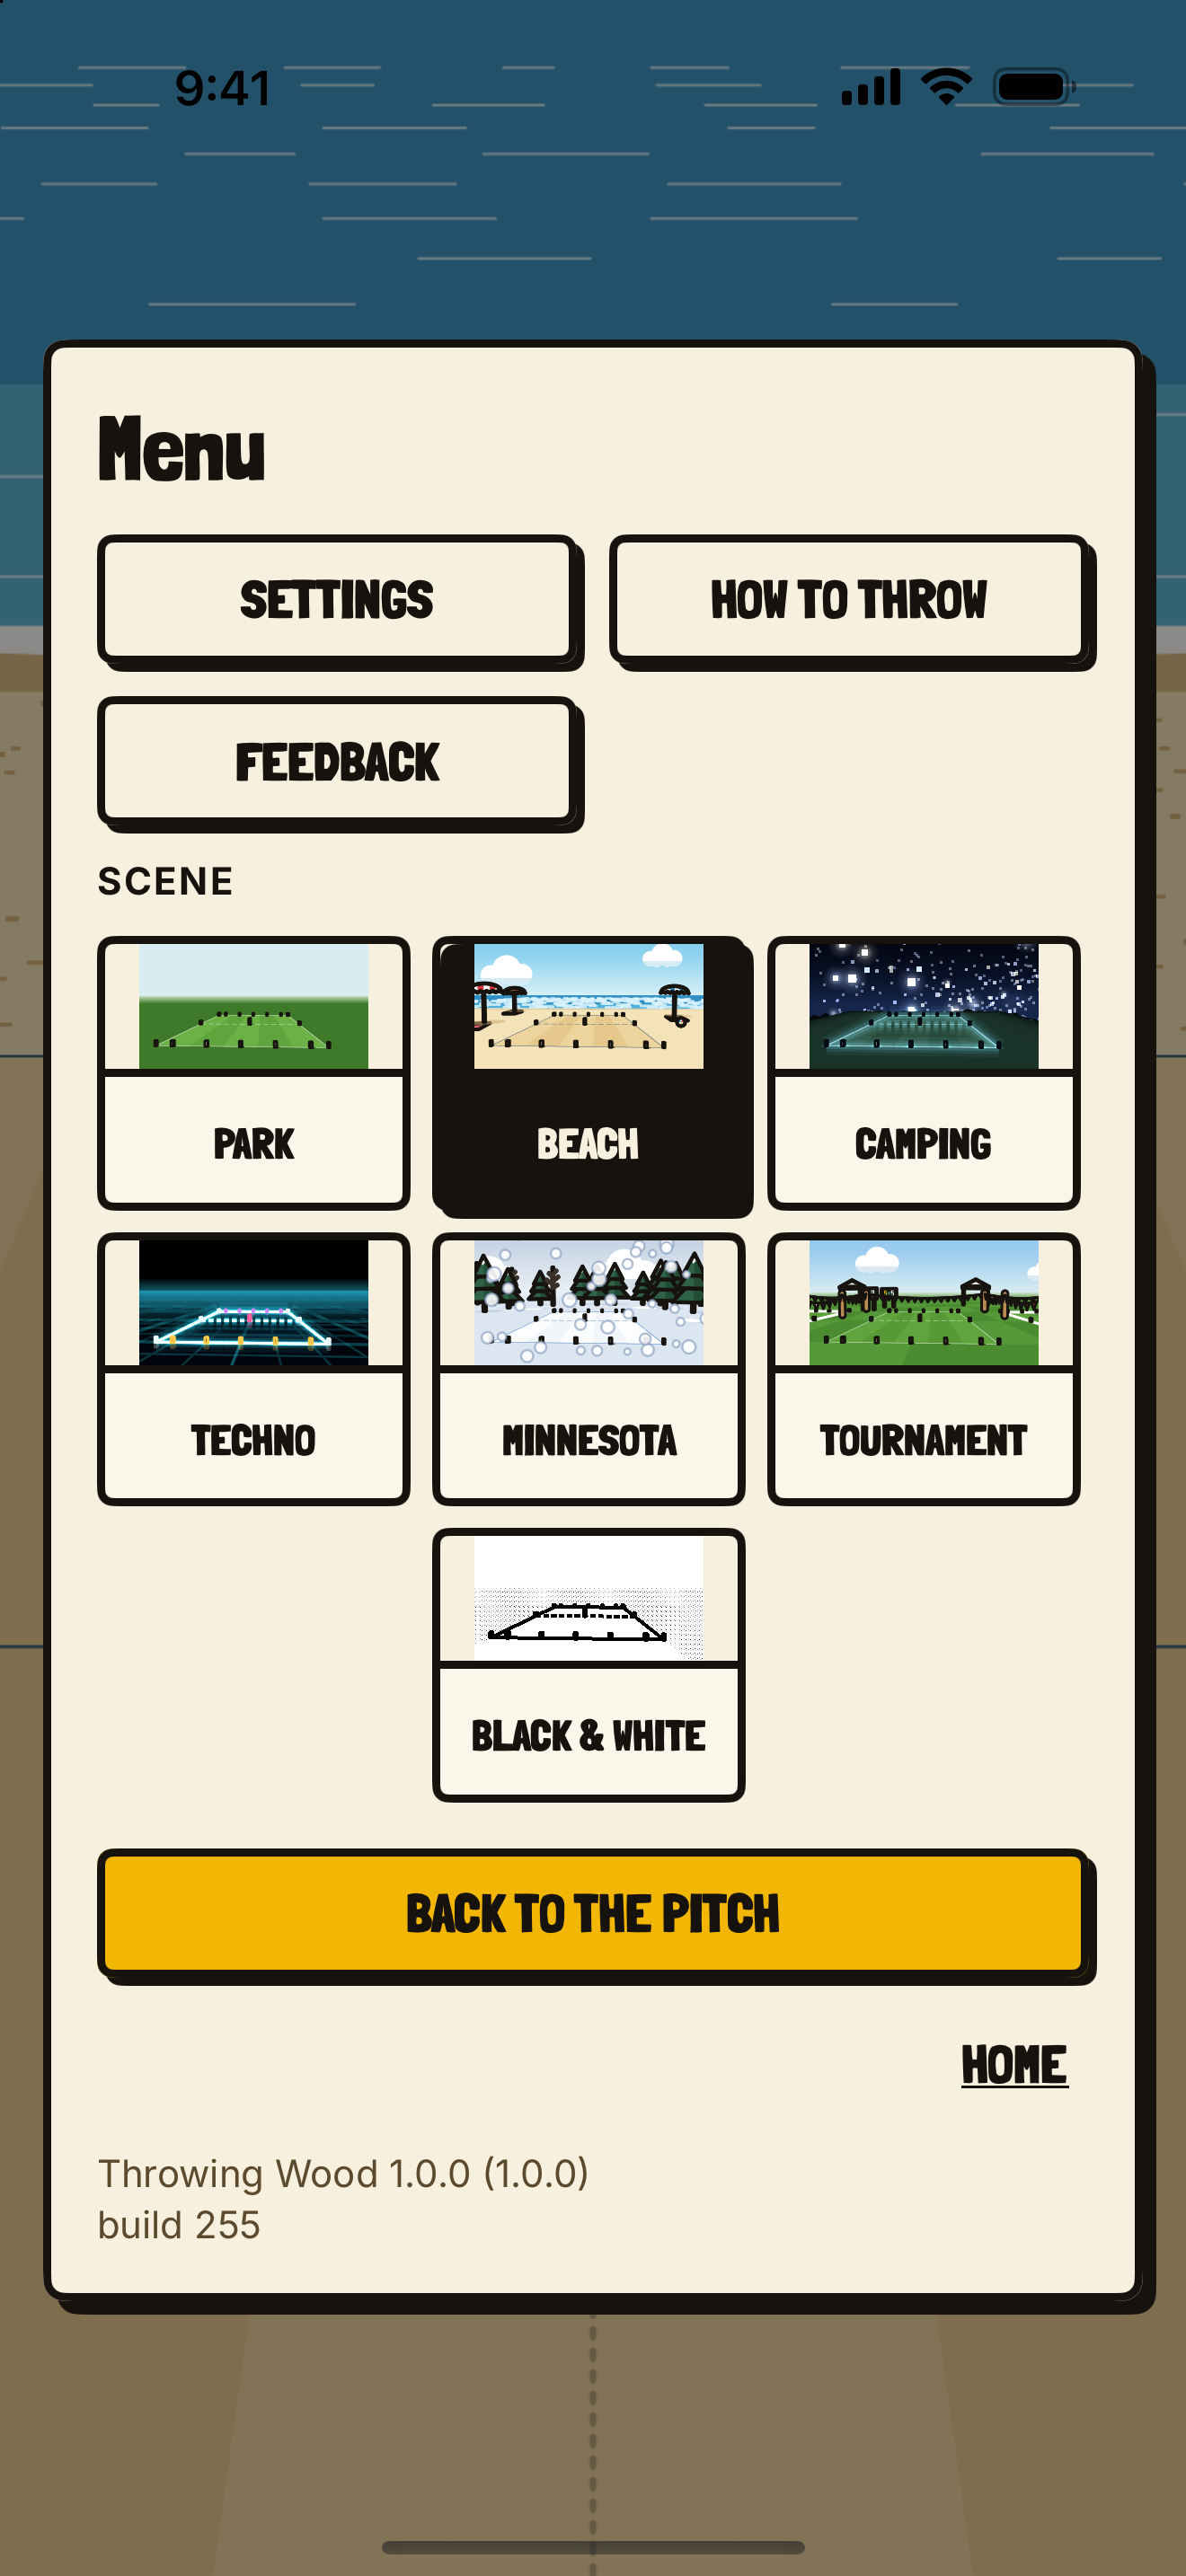 9:41
Menu
SETTINGS
HOW TO THROW
FEEDBACK
SCENE
PARK
BEACH
CAMPING
TECHNO
MINNESOTA
TOURNAMENT
BLACK & WHITE
BACK TO THE PITCH
HOME
Throwing Wood 1.0.0 (1.0.0)
build 255